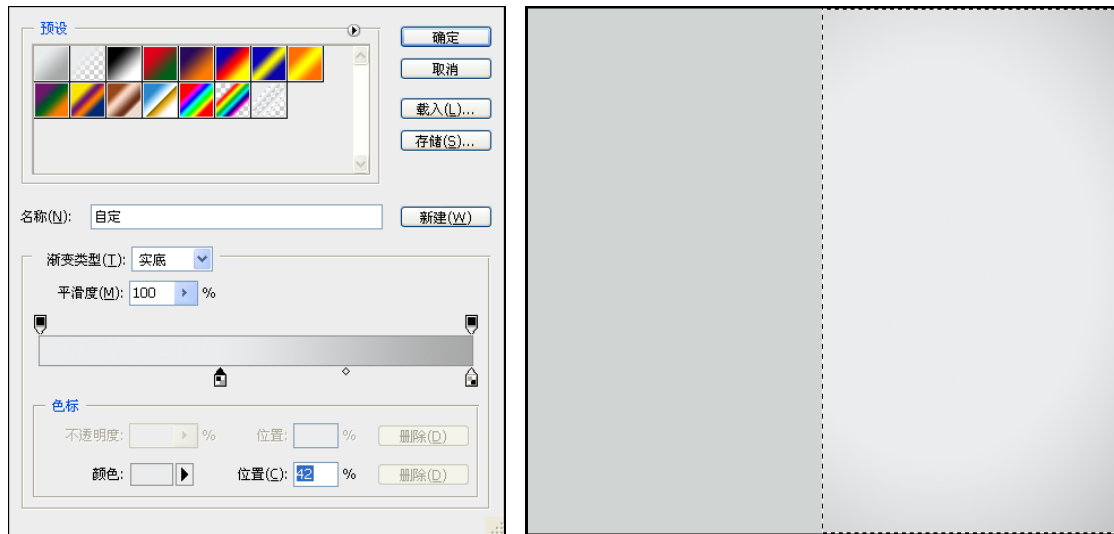 预设
确定
取消
载入(L)...
存储(S)...
名称(N): 自定 新建(W)
渐变类型(T): 实底
平滑度(M): 100 %
色标
不透明度: % 位置: % 删除(D)
颜色: 位置(C): 42 % 删除(D)